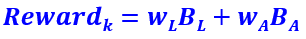 Reward_k = w_L B_L + w_A B_A